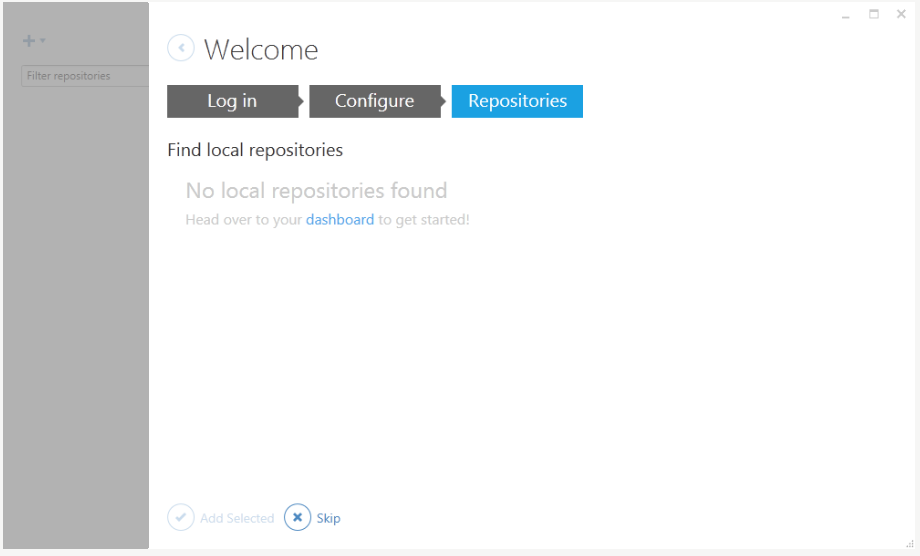 Filter repositories
Welcome
Log in
Configure
Repositories
Find local repositories
No local repositories found
Head over to your dashboard to get started!
Add Selected
Skip